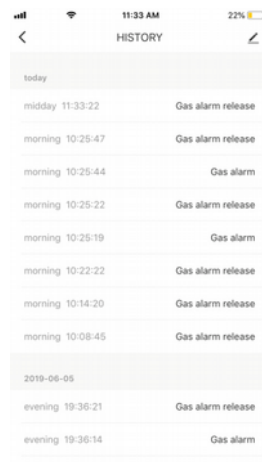 11:33 AM 22%
HISTORY
today
midday 11:33:22 Gas alarm release
morning 10:25:47 Gas alarm release
morning 10:25:44 Gas alarm
morning 10:25:22 Gas alarm release
morning 10:25:19 Gas alarm
morning 10:22:22 Gas alarm release
morning 10:14:20 Gas alarm release
morning 10:08:45 Gas alarm release
2019-06-05
evening 19:36:21 Gas alarm release
evening 19:36:14 Gas alarm